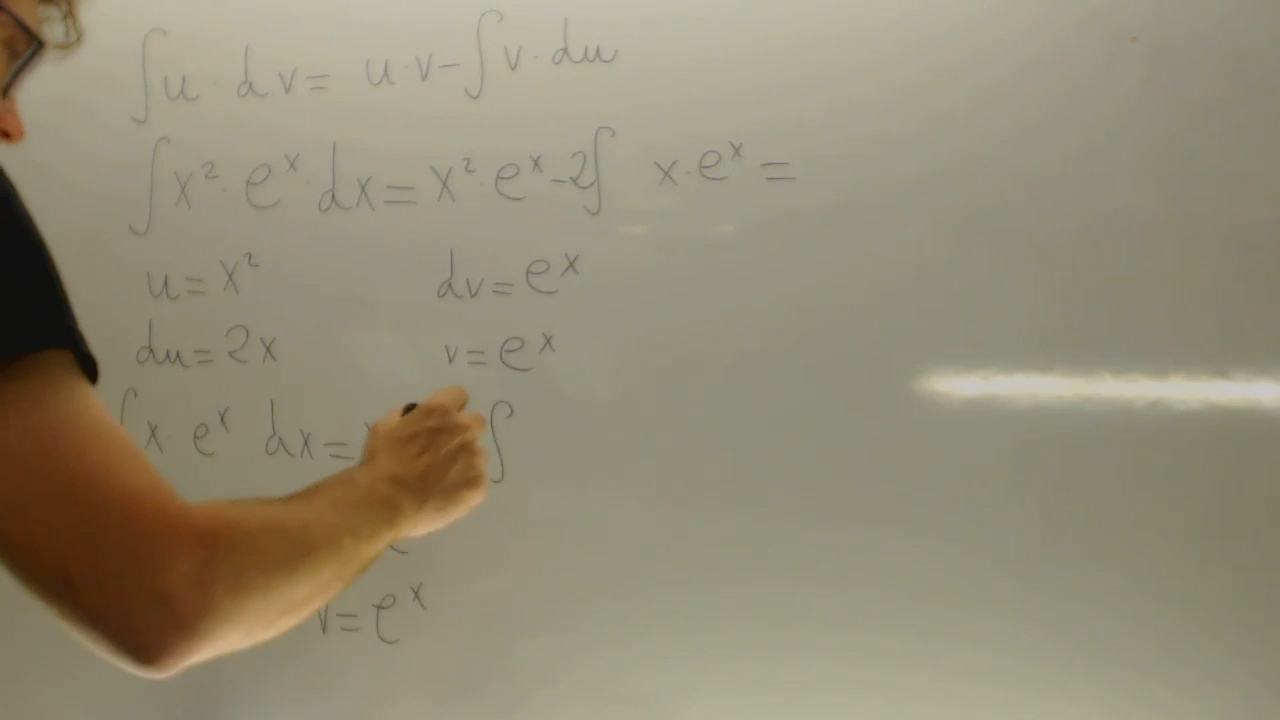 ∫u·dv = u·v-∫v·du
∫x²·eˣ·dx = x²·eˣ-2∫ x·eˣ =
u = x² dv = eˣ
du = 2x v = eˣ
∫x·eˣ dx = ∫
v = eˣ